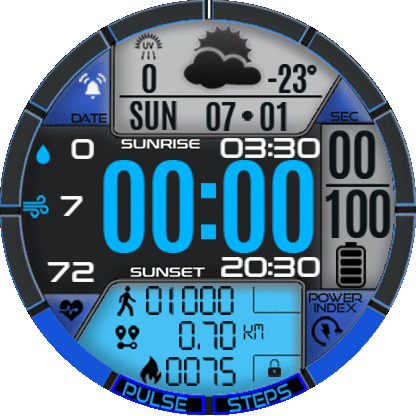 UV
0 -23°
SUN 07•01
DATE SEC
SUNRISE 03:30
0 00
00:00
7 100
72 SUNSET 20:30
POWER INDEX
01000
0.70 KM
0075
PULSE STEPS